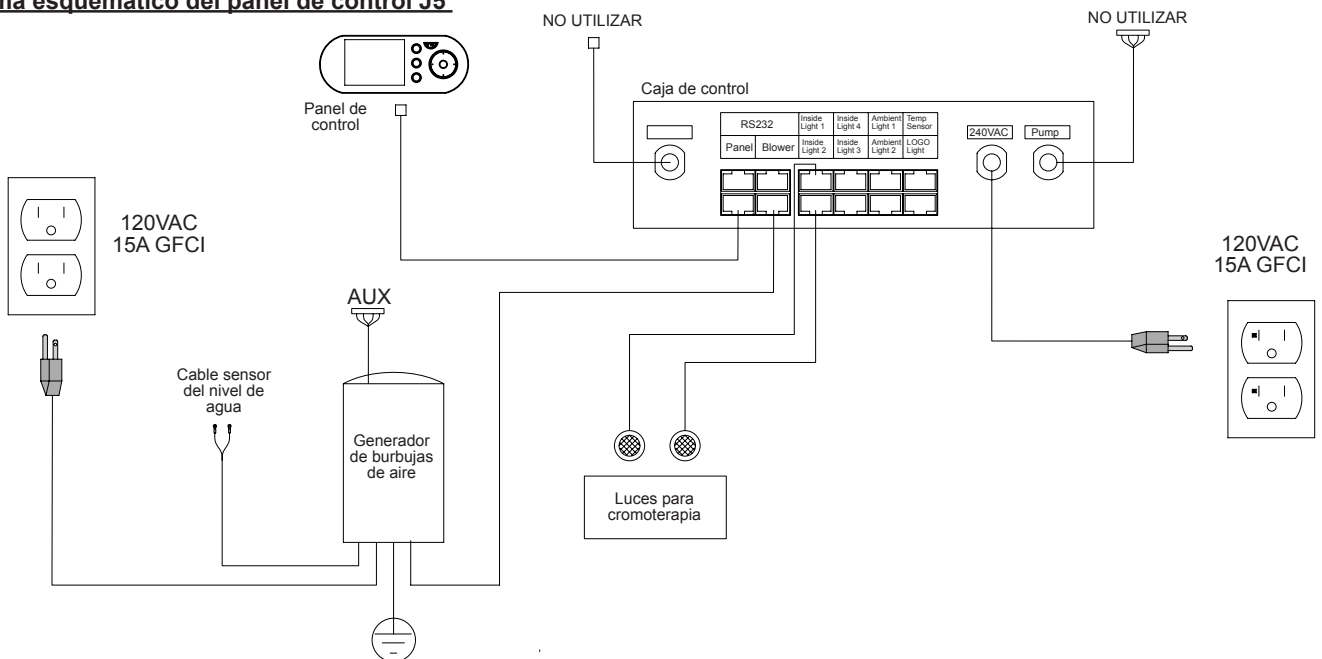 esquemático del panel de control J5
NO UTILIZAR
NO UTILIZAR
Panel de
control
Caja de control
RS232
Inside
Light 1
Inside
Light 4
Ambient
Light 1
Temp
Sensor
Panel
Blower
Inside
Light 2
Inside
Light 3
Ambient
Light 2
LOGO
Light
240VAC
Pump
120VAC
15A GFCI
120VAC
15A GFCI
AUX
Cable sensor
del nivel de
agua
Generador
de burbujas
de aire
Luces para
cromoterapia